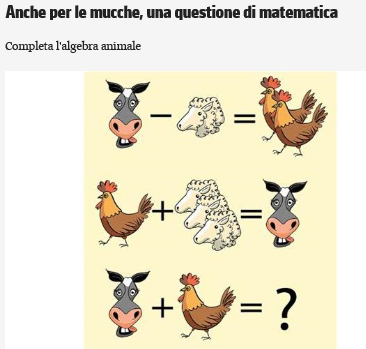 Anche per le mucche, una questione di matematica
Completa l'algebra animale
− =
+ =
+ = ?